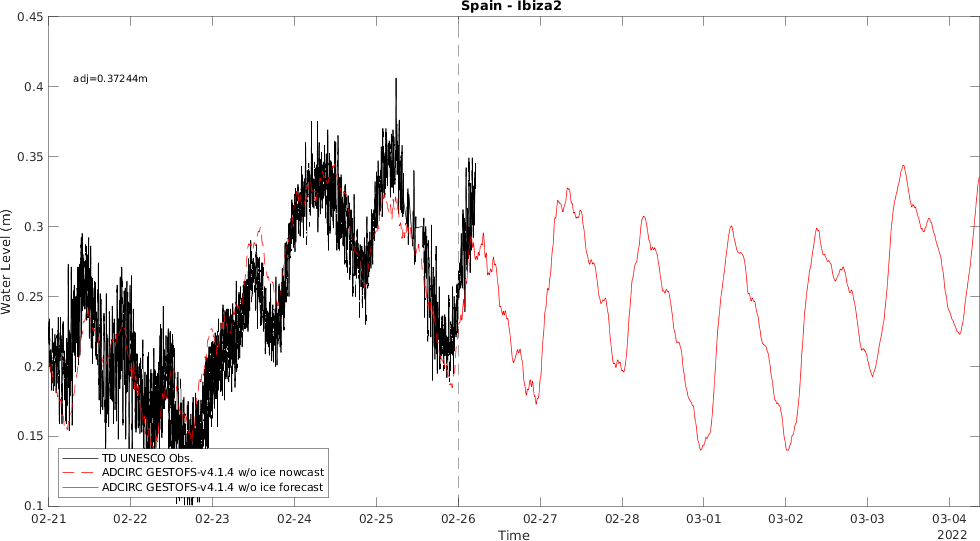 Spain - Ibiza2
adj=0.37244m
Water Level (m)
0.45
0.4
0.35
0.3
0.25
0.2
0.15
0.1
TD UNESCO Obs.
ADCIRC GESTOFS-v4.1.4 w/o ice nowcast
ADCIRC GESTOFS-v4.1.4 w/o ice forecast
02-21 02-22 02-23 02-24 02-25 02-26 02-27 02-28 03-01 03-02 03-03 03-04
Time
2022